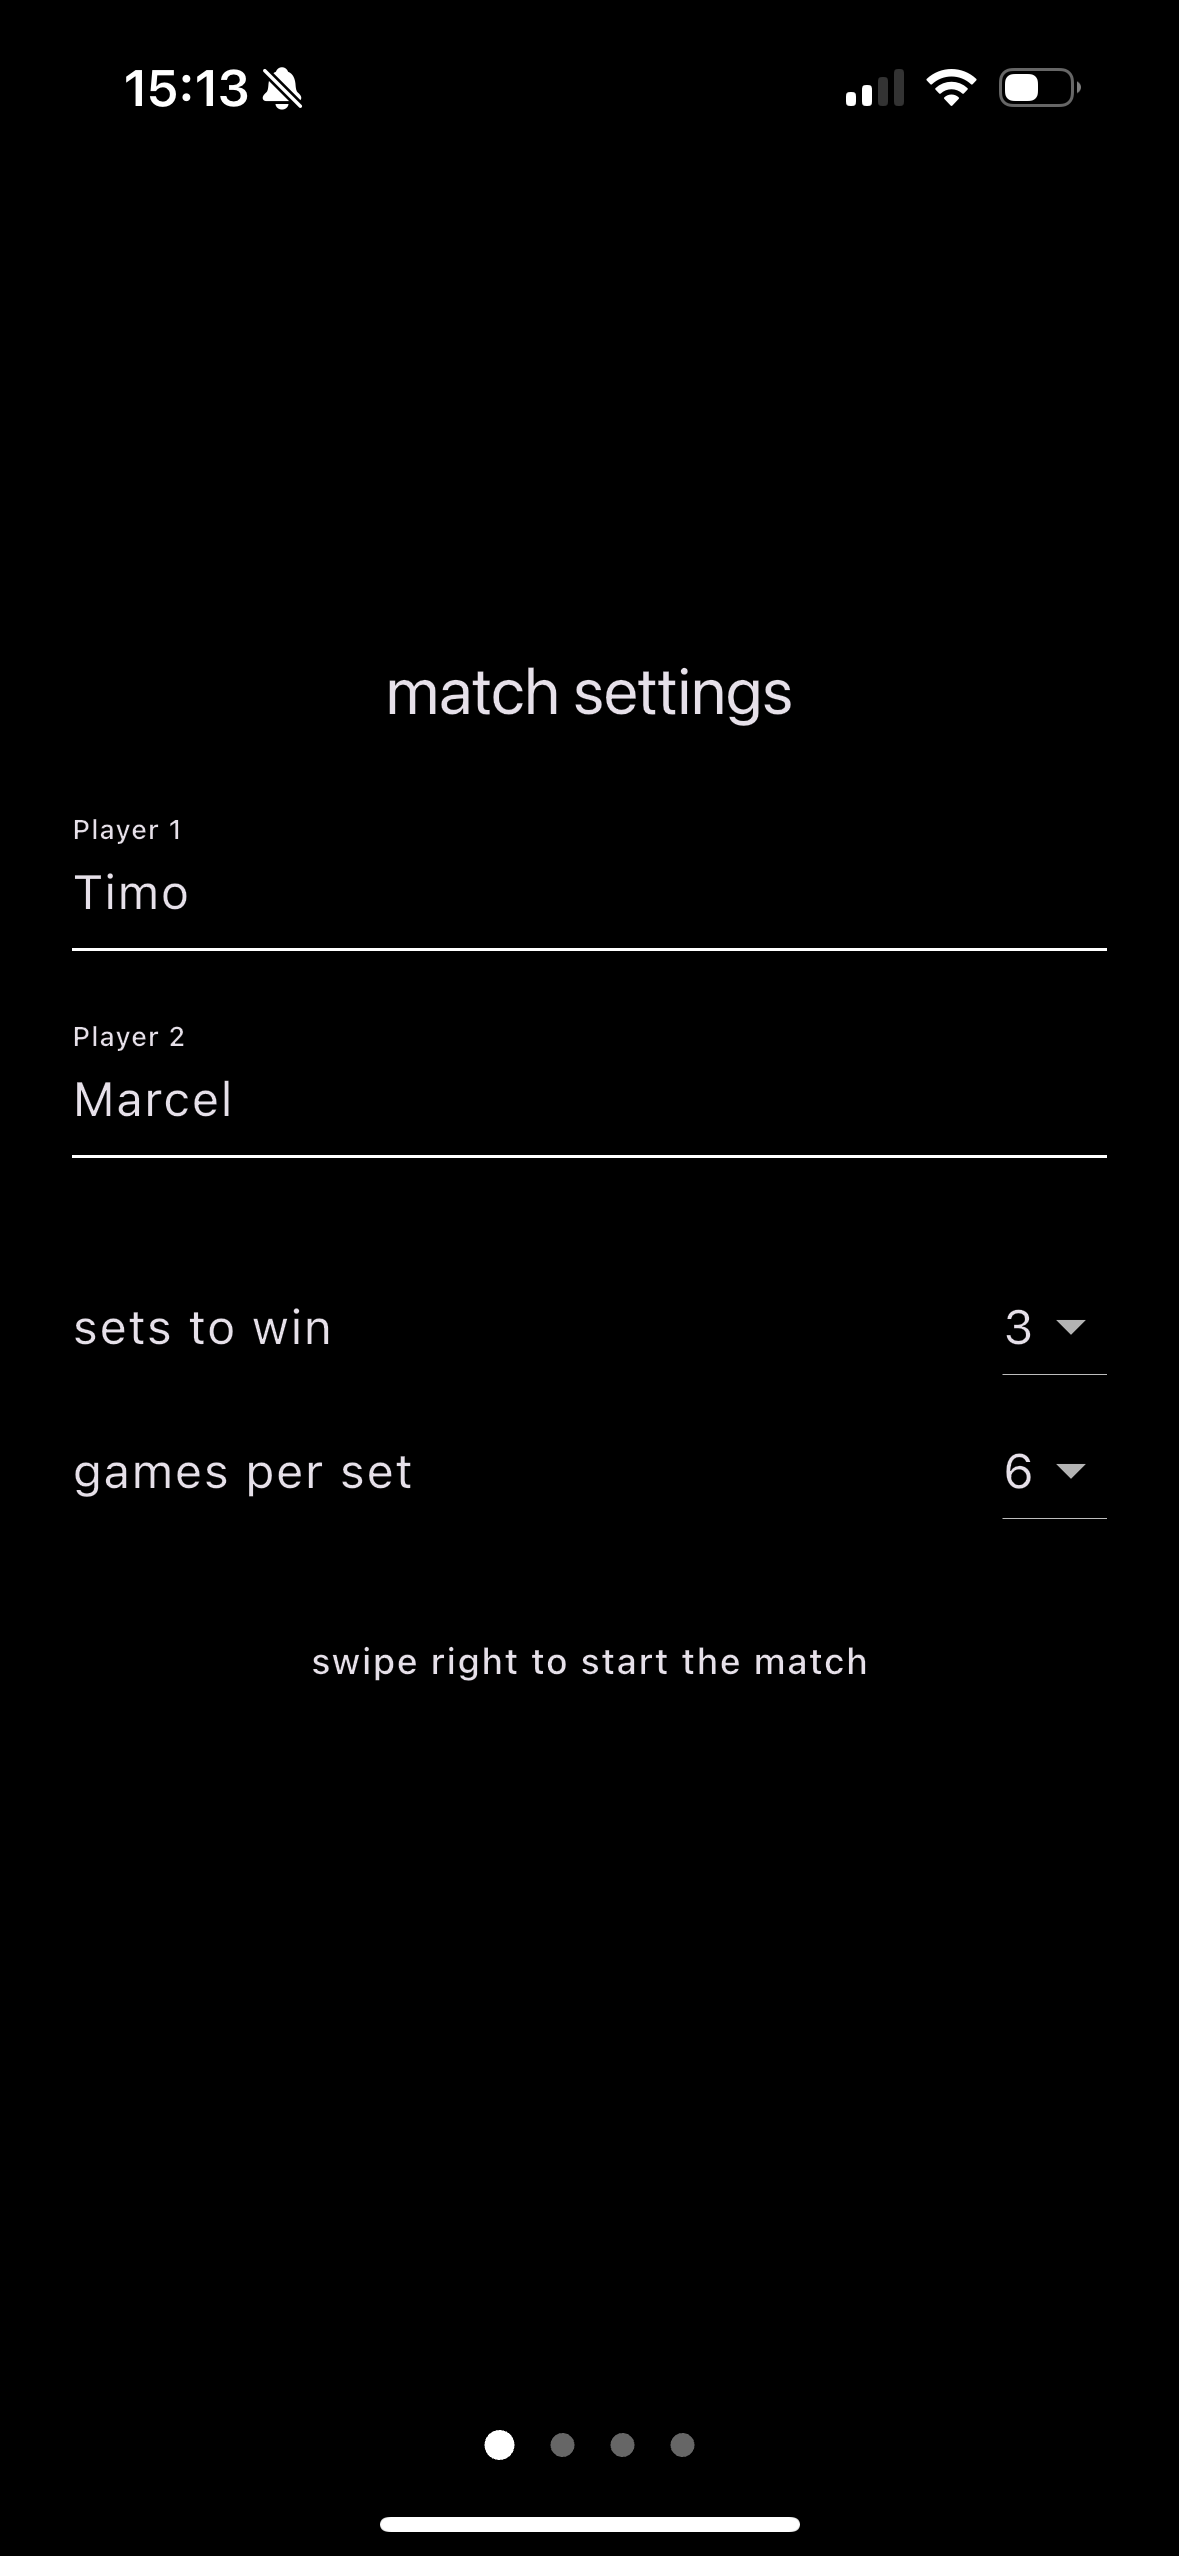 15:13
match settings
Player 1
Timo
Player 2
Marcel
sets to win 3
games per set 6
swipe right to start the match